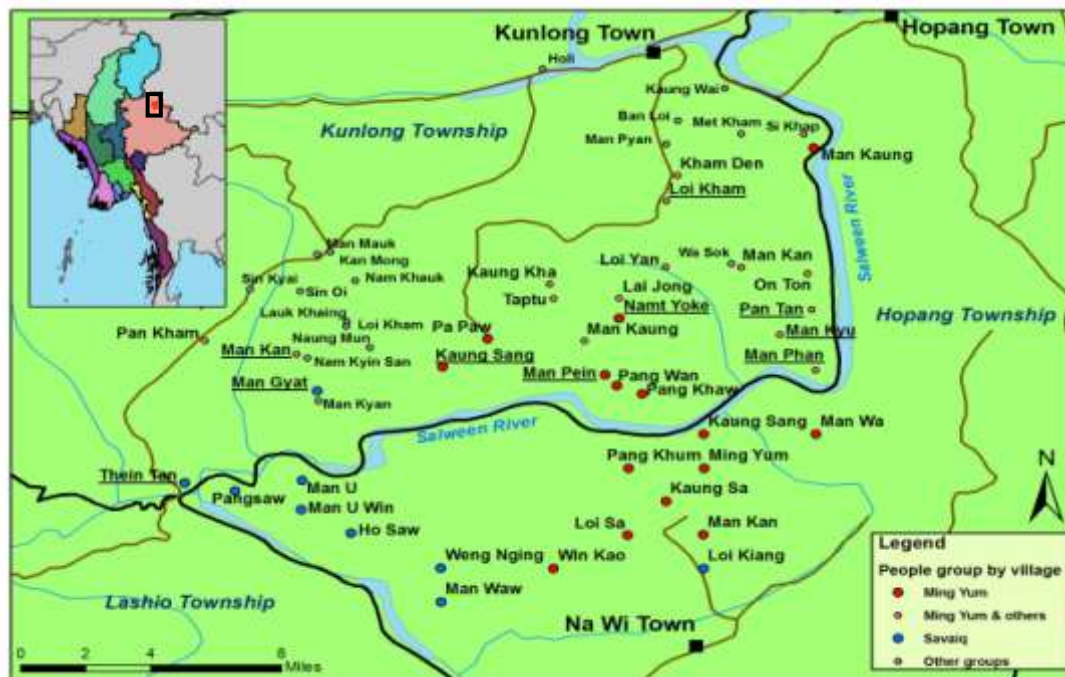 Kunlong Town
Hopang Town
Holi
Kaung Wai
Kunlong Township
Ban Loi
Met Kham
Si Khap
Man Pyan
Man Kaung
Kham Den
Loi Kham
Salween River
Man Mauk
Kan Mong
Loi Yan
Wa Sok
Man Kan
Sin Kyai
Nam Khauk
Kaung Kha
On Ton
Sin Oi
Taptu
Lai Jong
Namt Yoke
Pan Tan
Hopang Township
Lauk Khaing
Loi Kham
Pa Paw
Man Kaung
Man Kyu
Pan Kham
Naung Mun
Man Kan
Nam Kyin San
Kaung Sang
Man Phan
Man Pein
Pang Wan
Man Gyat
Pang Khaw
Man Kyan
Salween River
Kaung Sang
Man Wa
Thein Tan
Pang Khum
Ming Yum
Man U
Pangsaw
Kaung Sa
Man U Win
Ho Saw
Loi Sa
Man Kan
Weng Nging
Win Kao
Loi Kiang
Man Waw
Lashio Township
Na Wi Town
N
Legend
People group by village
Ming Yum
Ming Yum & others
Savaiq
Other groups
0 2 4 6
Miles